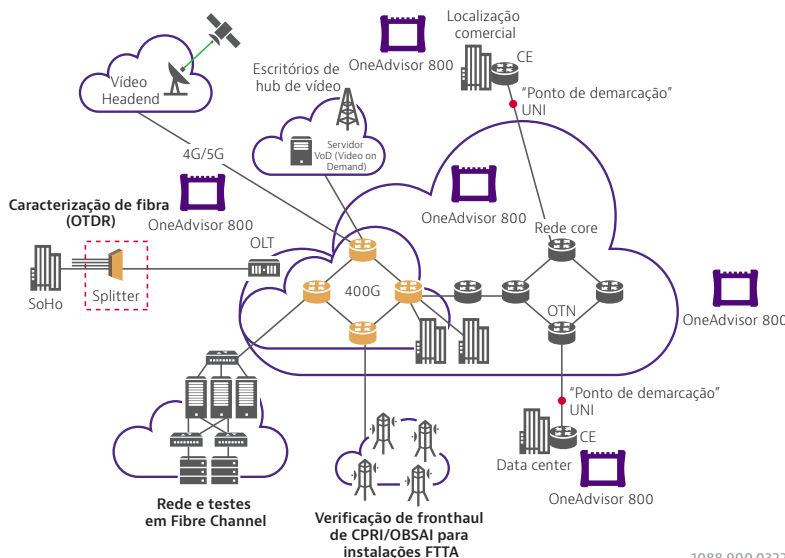 Localização
comercial
CE
OneAdvisor 800
"Ponto de demarcação"
UNI
Vídeo
Headend
Escritórios de
hub de vídeo
Servidor
VoD (Video on
Demand)
4G/5G
OneAdvisor 800
OneAdvisor 800
Caracterização de fibra
(OTDR)
Rede core
OLT
SoHo
Splitter
400G
OTN
OneAdvisor 800
"Ponto de demarcação"
UNI
CE
Data center
OneAdvisor 800
Rede e testes
em Fibre Channel
Verificação de fronthaul
de CPRI/OBSAI para
instalações FTTA